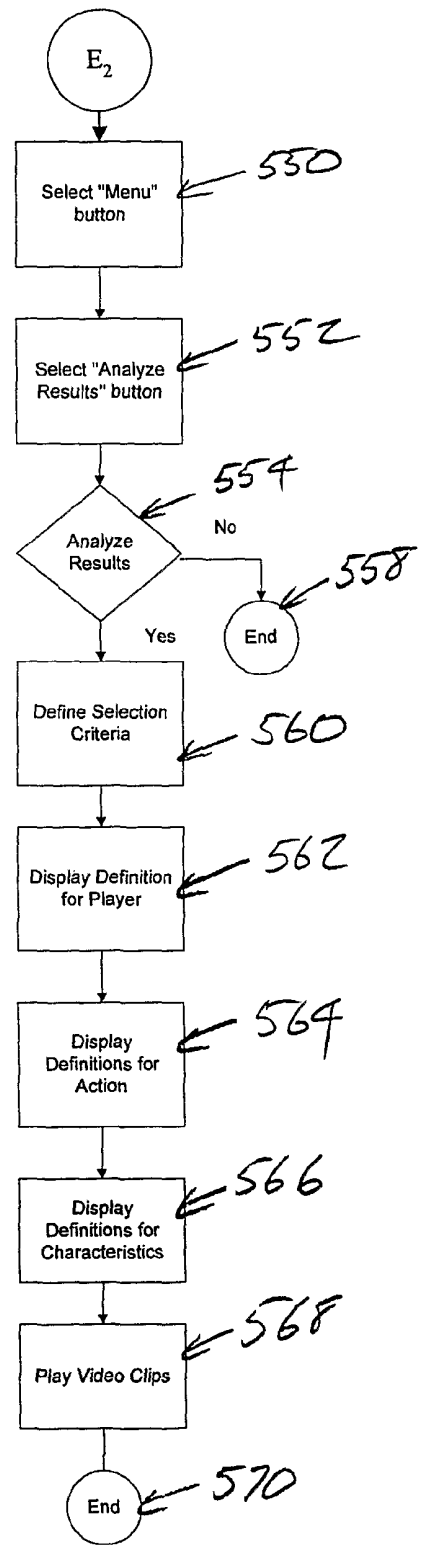 E2
Select "Menu"
button
550
Select "Analyze
Results" button
552
Analyze
Results
554
No
558
End
Yes
Define Selection
Criteria
560
Display Definition
for Player
562
Display
Definitions for
Action
564
Display
Definitions for
Characteristics
566
Play Video Clips
568
End
570